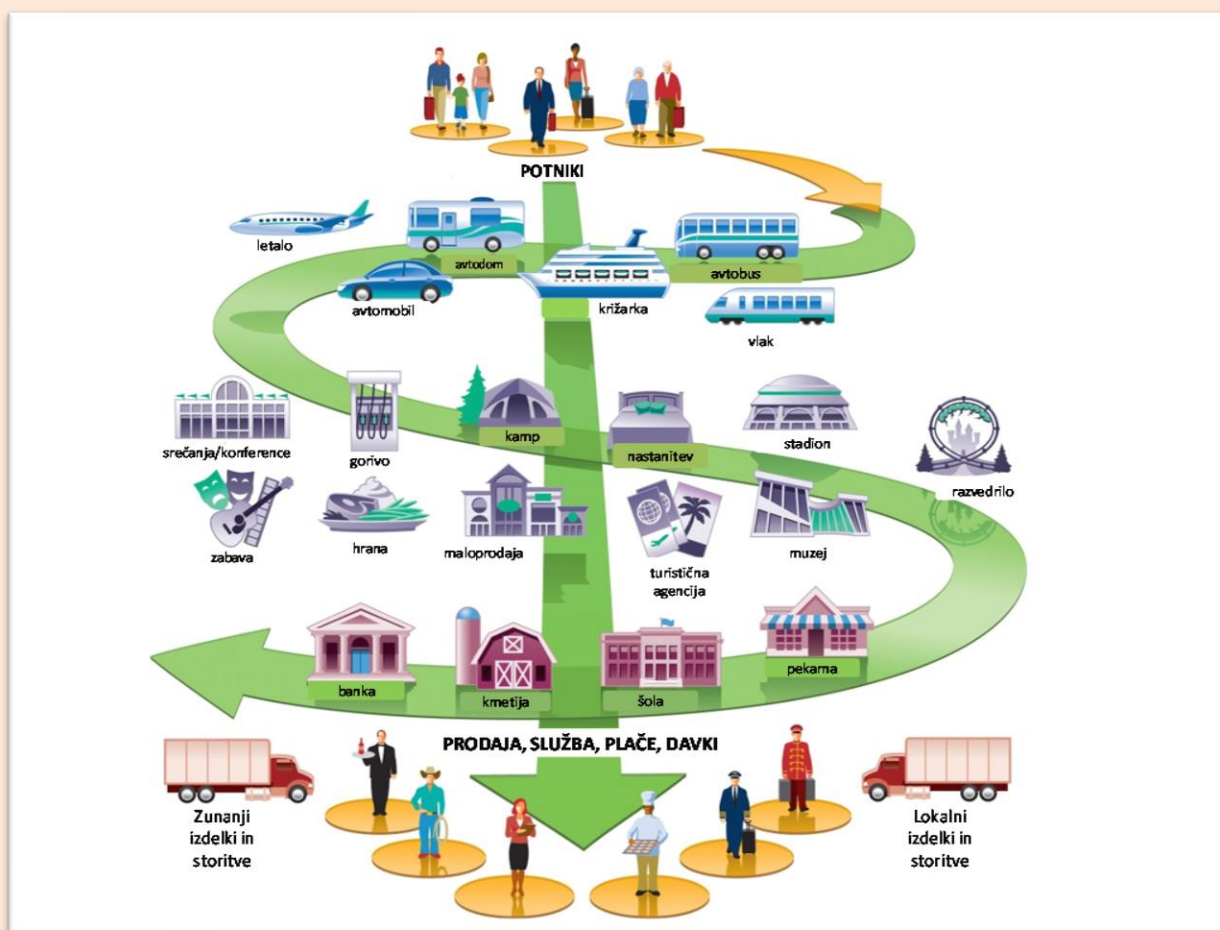 POTNIKI
letalo
avtodom
avtobus
avtomobil
križarka
vlak
srečanja/konference
gorivo
kamp
nastanitev
stadion
razvedrilo
zabava
hrana
maloprodaja
turistična
agencija
muzej
banka
kmetija
šola
pekarna
PRODAJA, SLUŽBA, PLAČE, DAVKI
Zunanji
izdelki in
storitve
Lokalni
izdelki in
storitve